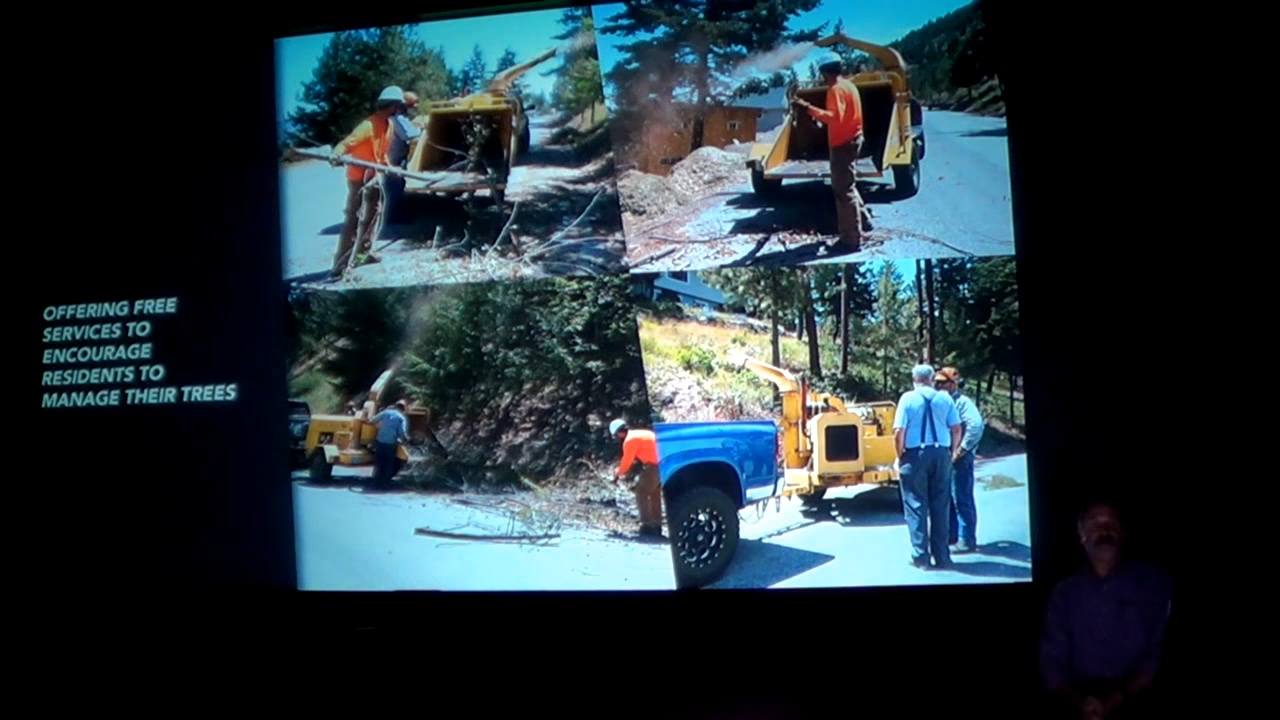 OFFERING FREE
SERVICES TO
ENCOURAGE
RESIDENTS TO
MANAGE THEIR TREES